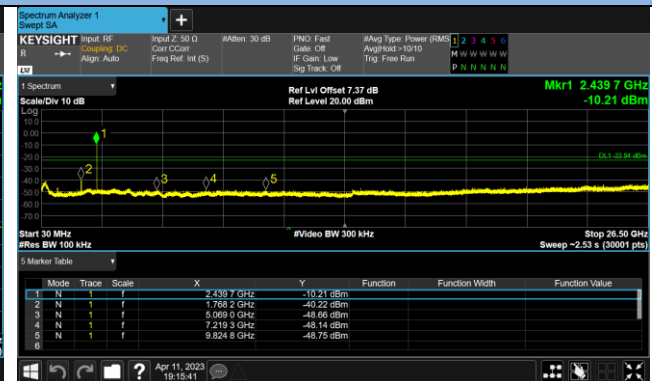 Spectrum Analyzer 1
Swept SA
+
KEYSIGHT Input: RF Input Z: 50 Ω #Atten: 30 dB PNO: Fast #Avg Type: Power (RMS 1 2 3 4 5 6
R Coupling: DC Corr CCorr Gate: Off Avg|Hold:>10/10 M W W W W W
Align: Auto Freq Ref: Int (S) IF Gain: Low Trig: Free Run
Sig Track: Off P N N N N N
LXI
1 Spectrum Ref Lvl Offset 7.37 dB Mkr1 2.439 7 GHz
Scale/Div 10 dB Ref Level 20.00 dBm -10.21 dBm
Log
10.0
0.00
-10.0
-20.0
-30.0
-40.0
-50.0
-60.0
-70.0
1
2
3
4
5
DL1 -22.94 dBm
Start 30 MHz #Video BW 300 kHz Stop 26.50 GHz
#Res BW 100 kHz Sweep ~2.53 s (30001 pts)
5 Marker Table
Mode Trace Scale X Y Function Function Width Function Value
1 N 1 f 2.439 7 GHz -10.21 dBm
2 N 1 f 1.768 2 GHz -40.22 dBm
3 N 1 f 5.069 0 GHz -48.66 dBm
4 N 1 f 7.219 3 GHz -48.14 dBm
5 N 1 f 9.824 8 GHz -48.75 dBm
6
? Apr 11, 2023
19:15:41